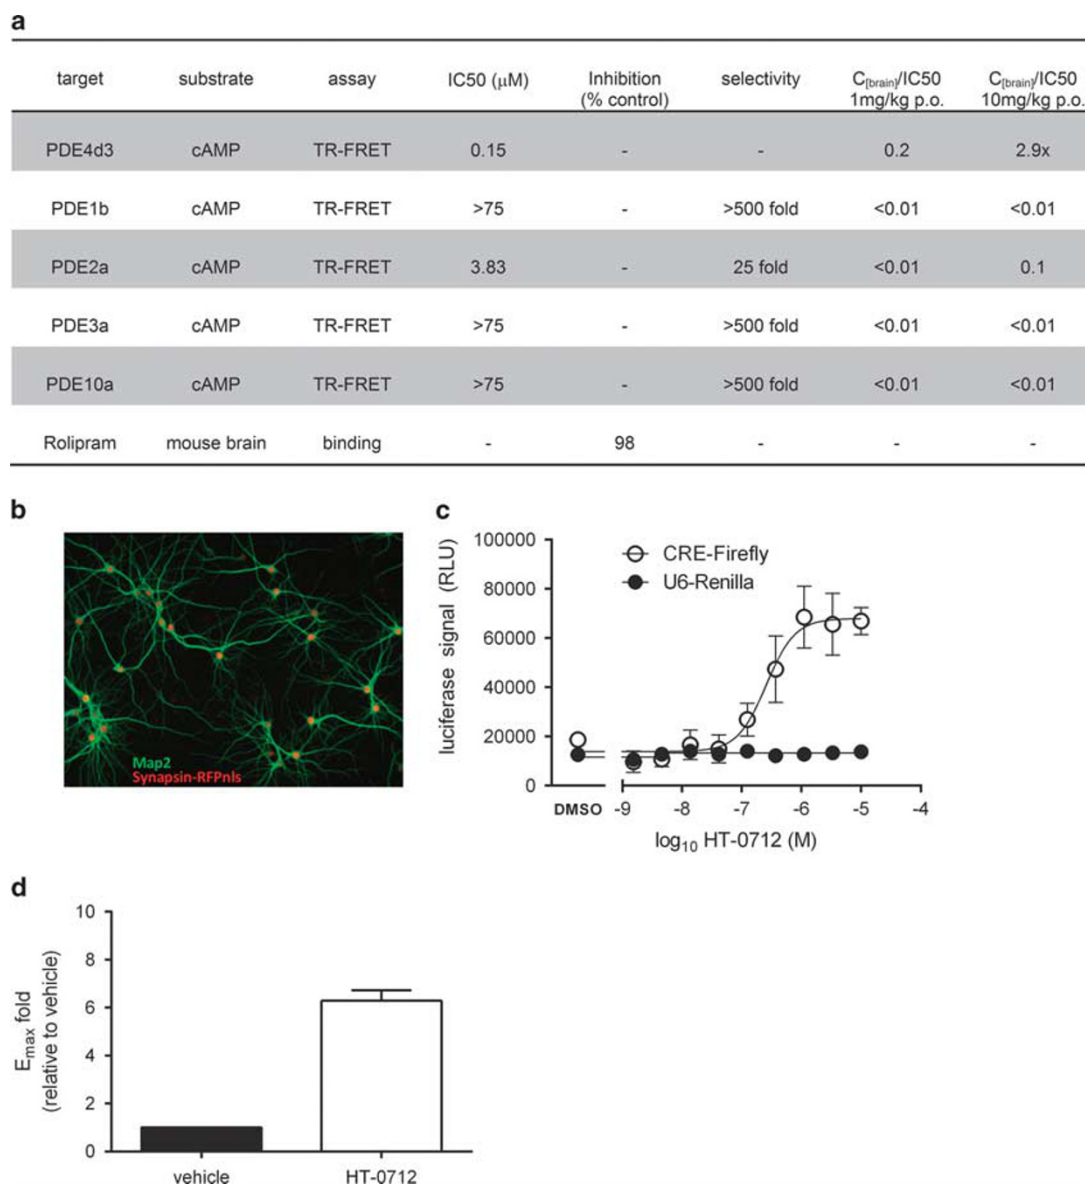 a
target substrate assay IC50 (μM) Inhibition (% control) selectivity C[brain]/IC50 1mg/kg p.o. C[brain]/IC50 10mg/kg p.o.
PDE4d3 cAMP TR-FRET 0.15 - - 0.2 2.9x
PDE1b cAMP TR-FRET >75 - >500 fold <0.01 <0.01
PDE2a cAMP TR-FRET 3.83 - 25 fold <0.01 0.1
PDE3a cAMP TR-FRET >75 - >500 fold <0.01 <0.01
PDE10a cAMP TR-FRET >75 - >500 fold <0.01 <0.01
Rolipram mouse brain binding - 98 - - -
b
Map2
Synapsin-RFPnls
c
luciferase signal (RLU)
100000
80000
60000
40000
20000
0
CRE-Firefly
U6-Renilla
DMSO -9 -8 -7 -6 -5 -4
log10 HT-0712 (M)
d
Emax fold
(relative to vehicle)
10
8
6
4
2
0
vehicle HT-0712